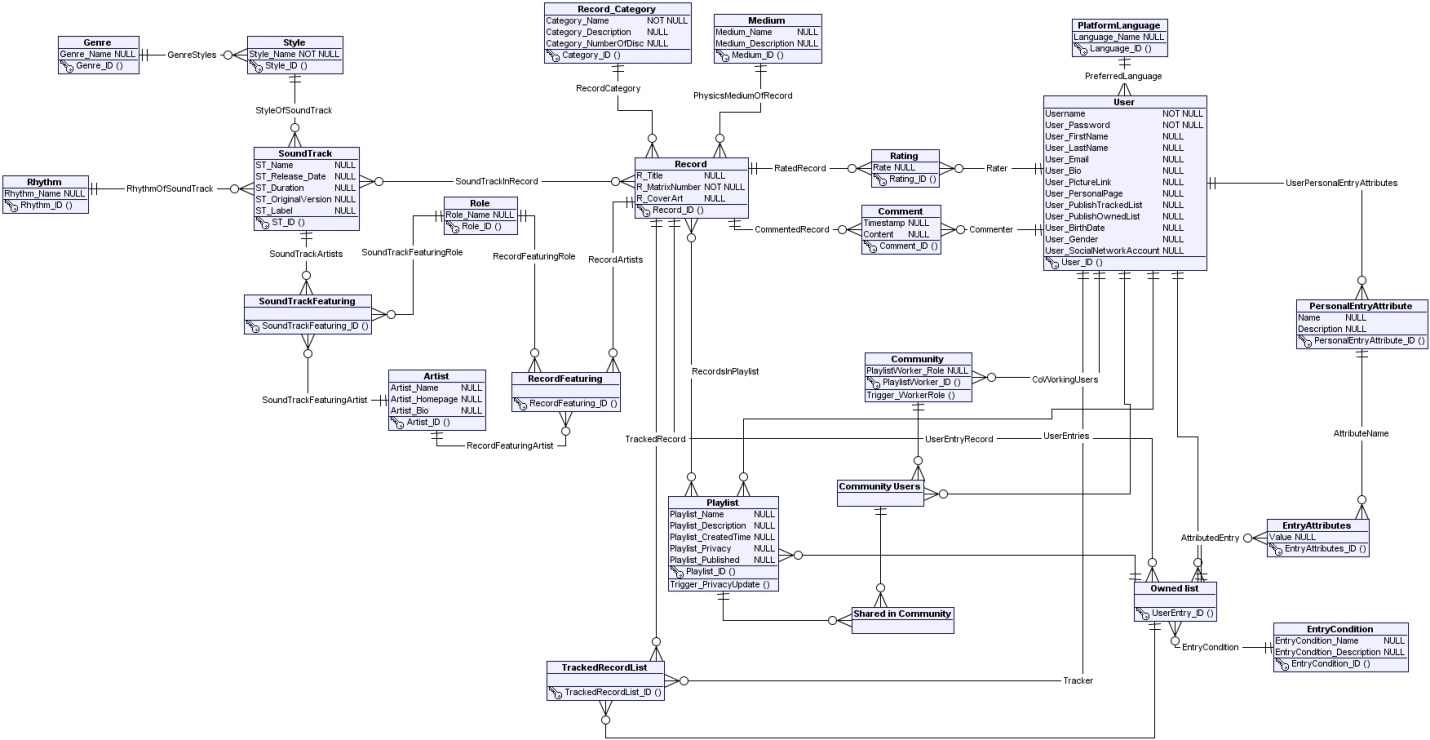 Record_Category
Category_Name NOT NULL
Category_Description NULL
Category_NumberOfDisc NULL
Category_ID ()
Medium
Medium_Name NULL
Medium_Description NULL
Medium_ID ()
PlatformLanguage
Language_Name NULL
Language_ID ()
Genre
Genre_Name NULL
Genre_ID ()
GenreStyles
Style
Style_Name NOT NULL
Style_ID ()
RecordCategory
PhysicsMediumOfRecord
PreferredLanguage
StyleOfSoundTrack
User
Username NOT NULL
User_Password NOT NULL
User_FirstName NULL
User_LastName NULL
User_Email NULL
User_Bio NULL
User_PictureLink NULL
User_PersonalPage NULL
User_PublishTrackedList NULL
User_PublishOwnedList NULL
User_BirthDate NULL
User_Gender NULL
User_SocialNetworkAccount NULL
User_ID ()
SoundTrack
ST_Name NULL
ST_Release_Date NULL
ST_Duration NULL
ST_OriginalVersion NULL
ST_Label NULL
ST_ID ()
Rhythm
Rhythm_Name NULL
Rhythm_ID ()
RhythmOfSoundTrack
SoundTrackInRecord
Record
R_Title NULL
R_MatrixNumber NOT NULL
R_CoverArt NULL
Record_ID ()
RatedRecord
Rating
Rate NULL
Rating_ID ()
Rater
UserPersonalEntryAttributes
Role
Role_Name NULL
Role_ID ()
CommentedRecord
Comment
Timestamp NULL
Content NULL
Comment_ID ()
Commenter
SoundTrackArtists
SoundTrackFeaturingRole
RecordFeaturingRole
RecordArtists
SoundTrackFeaturing
SoundTrackFeaturing_ID ()
PersonalEntryAttribute
Name NULL
Description NULL
PersonalEntryAttribute_ID ()
Community
PlaylistWorker_Role NULL
PlaylistWorker_ID ()
Trigger_WorkerRole ()
CoWorkingUsers
RecordsInPlaylist
Artist
Artist_Name NULL
Artist_Homepage NULL
Artist_Bio NULL
Artist_ID ()
SoundTrackFeaturingArtist
RecordFeaturing
RecordFeaturing_ID ()
RecordFeaturingArtist
TrackedRecord
UserEntryRecord
UserEntries
AttributeName
Community Users
Playlist
Playlist_Name NULL
Playlist_Description NULL
Playlist_CreatedTime NULL
Playlist_Privacy NULL
Playlist_Published NULL
Playlist_ID ()
Trigger_PrivacyUpdate ()
AttributedEntry
EntryAttributes
Value NULL
EntryAttributes_ID ()
Owned list
UserEntry_ID ()
Shared in Community
EntryCondition
EntryCondition
EntryCondition_Name NULL
EntryCondition_Description NULL
EntryCondition_ID ()
TrackedRecordList
TrackedRecordList_ID ()
Tracker